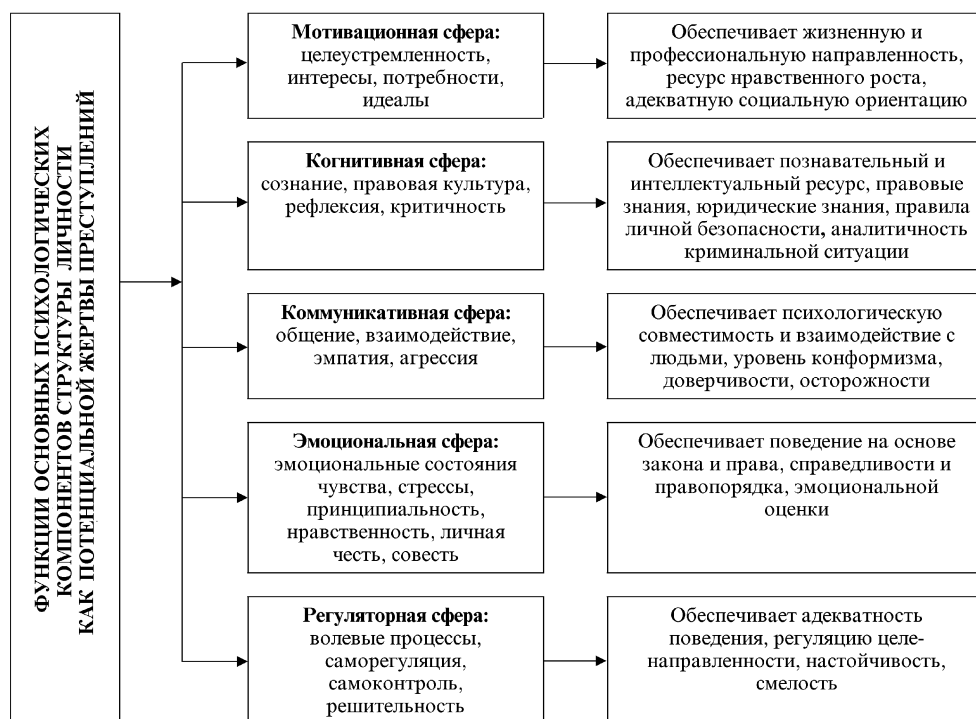 ФУНКЦИИ ОСНОВНЫХ ПСИХОЛОГИЧЕСКИХ
КОМПОНЕНТОВ СТРУКТУРЫ ЛИЧНОСТИ
КАК ПОТЕНЦИАЛЬНОЙ ЖЕРТВЫ ПРЕСТУПЛЕНИЙ
Мотивационная сфера:
целеустремленность,
интересы, потребности,
идеалы
Обеспечивает жизненную и
профессиональную направленность,
ресурс нравственного роста,
адекватную социальную ориентацию
Когнитивная сфера:
сознание, правовая культура,
рефлексия, критичность
Обеспечивает познавательный и
интеллектуальный ресурс, правовые
знания, юридические знания, правила
личной безопасности, аналитичность
криминальной ситуации
Коммуникативная сфера:
общение, взаимодействие,
эмпатия, агрессия
Обеспечивает психологическую
совместимость и взаимодействие с
людьми, уровень конформизма,
доверчивости, осторожности
Эмоциональная сфера:
эмоциональные состояния
чувства, стрессы,
принципиальность,
нравственность, личная
честь, совесть
Обеспечивает поведение на основе
закона и права, справедливости и
правопорядка, эмоциональной
оценки
Регуляторная сфера:
волевые процессы,
саморегуляция,
самоконтроль,
решительность
Обеспечивает адекватность
поведения, регуляцию целе-
направленности, настойчивость,
смелость